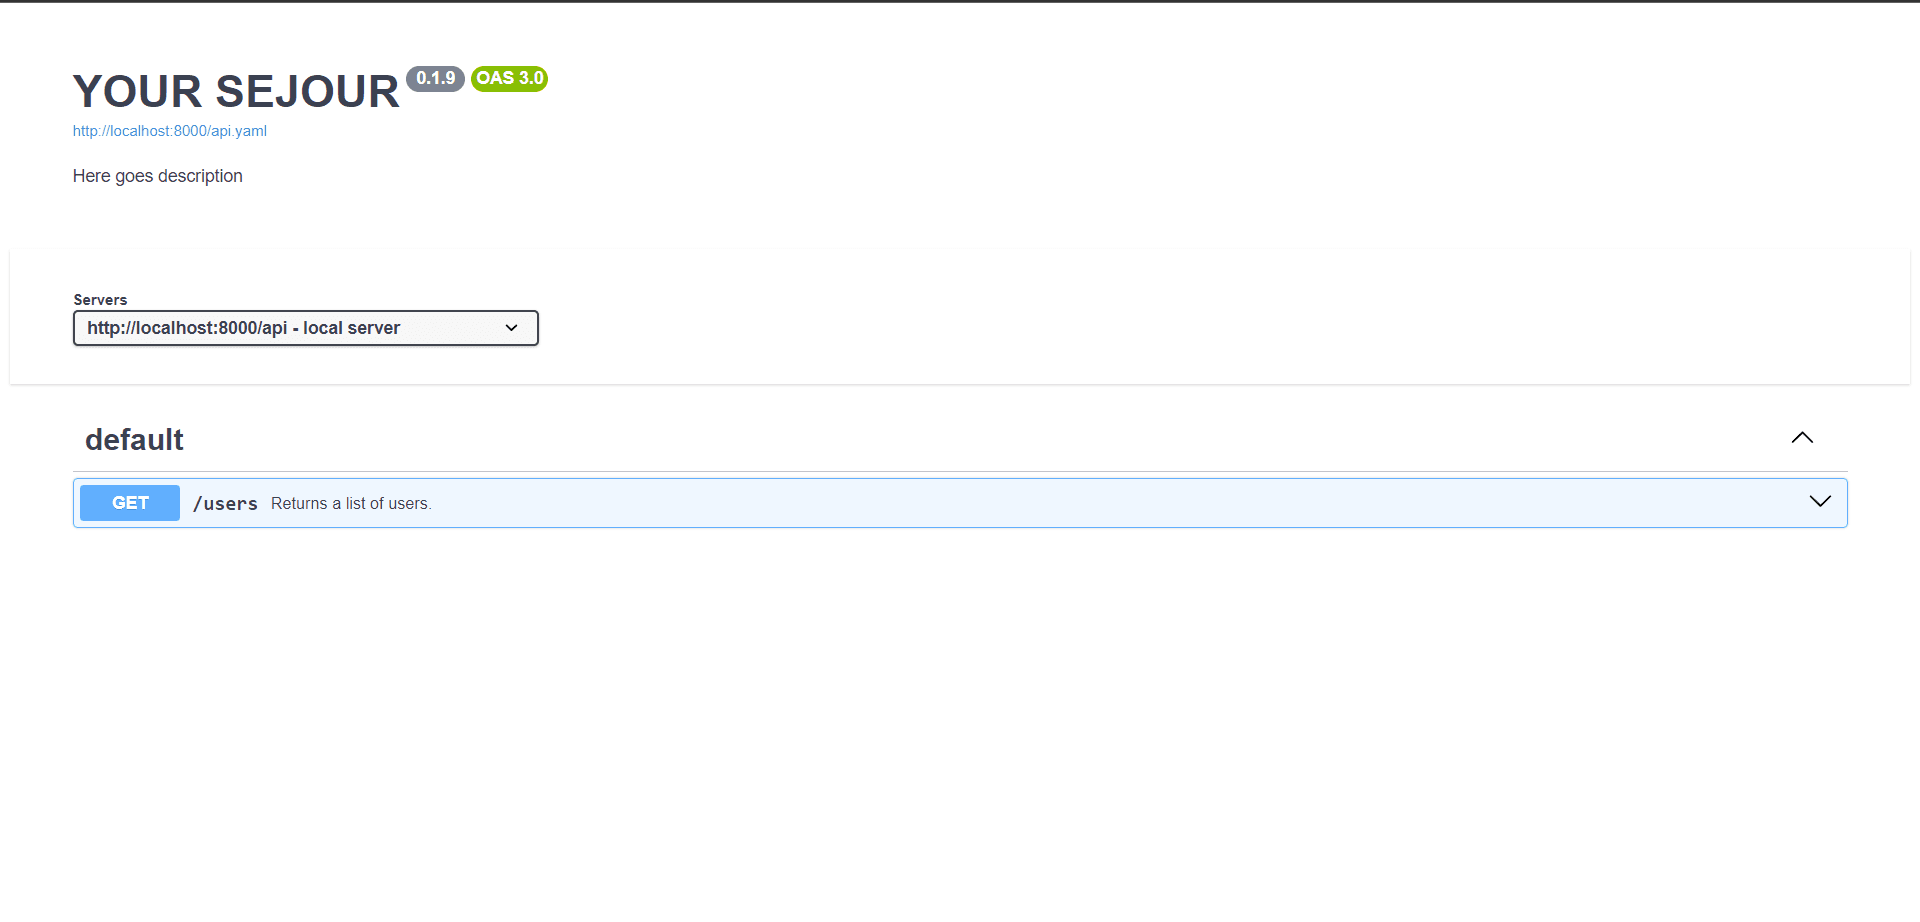 YOUR SEJOUR 0.1.9 OAS 3.0
http://localhost:8000/api.yaml
Here goes description
Servers
http://localhost:8000/api - local server
default
GET /users Returns a list of users.